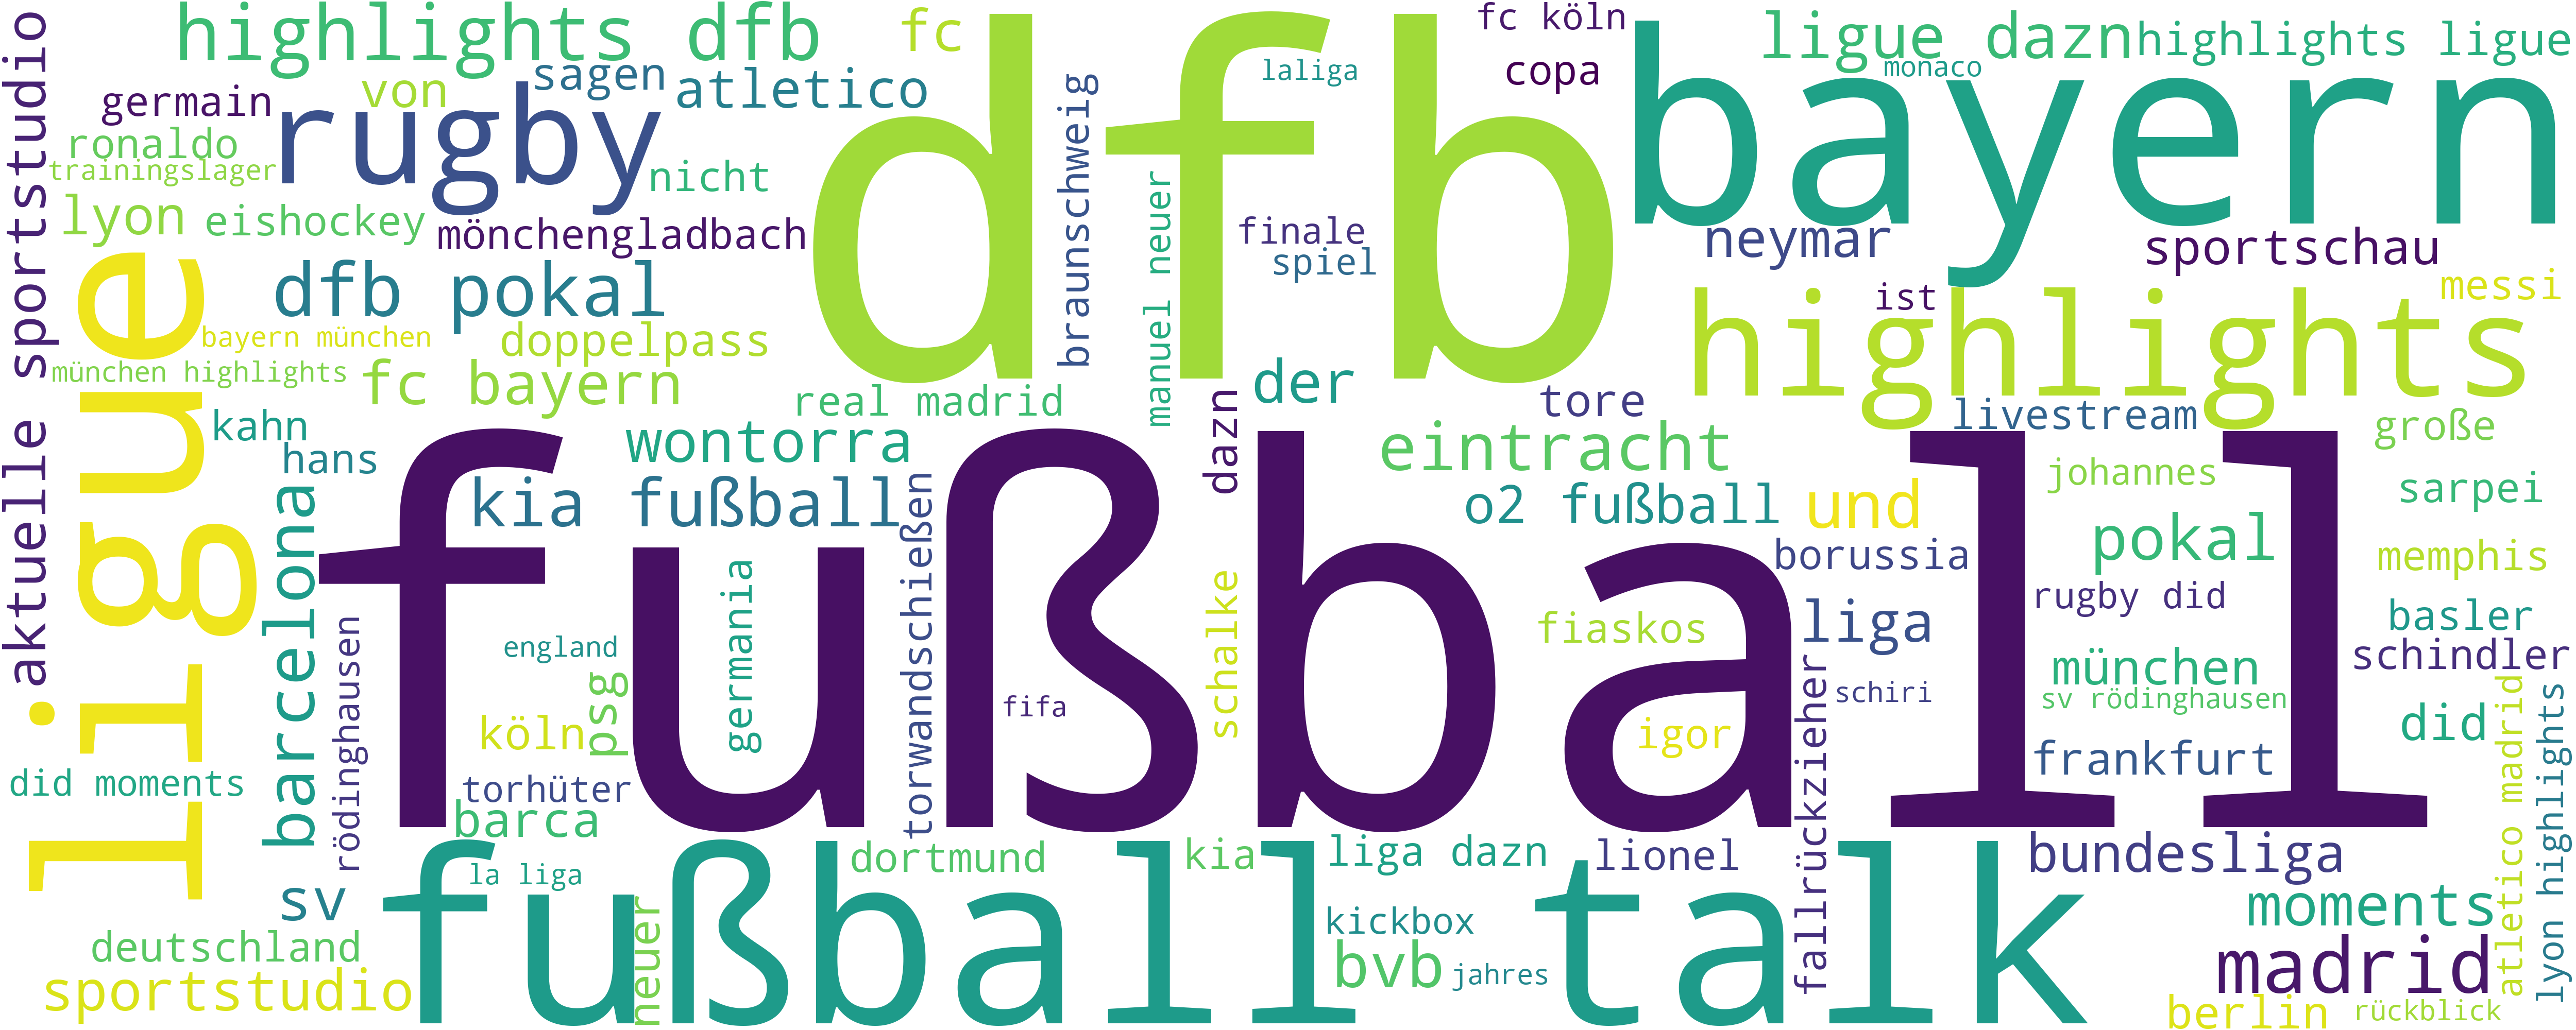 aktuelle sportstudio
highlights dfb
fc
dfb
fc köln
ligue dazn
highlights ligue
monaco
laliga
copa
bayern
sagen
von
atletico
germain
rugby
ronaldo
trainingslager
nicht
braunschweig
manuel neuer
lyon
eishockey
mönchengladbach
finale
spiel
neymar
sportschau
ligue
dfb pokal
ist
messi
highlights
bayern münchen
doppelpass
münchen highlights
fc bayern
real madrid
der
tore
dazn
livestream
große
kahn
hans
wontorra
eintracht
johannes
sarpei
barcelona
kia fußball
torwandschießen
o2 fußball
und
pokal
borussia
memphis
fußball
rugby did
rödinghausen
england
germania
schalke
fiaskos
liga
basler
schindler
münchen
psg
fifa
schiri
sv rödinghausen
köln
igor
fallrückzieher
did
frankfurt
atletico madrid
lyon highlights
did moments
torhüter
barca
dortmund
kia
liga dazn
lionel
bundesliga
la liga
sv
fußball talk
neuer
kickbox
moments
deutschland
bvb
jahres
madrid
sportstudio
berlin
rückblick